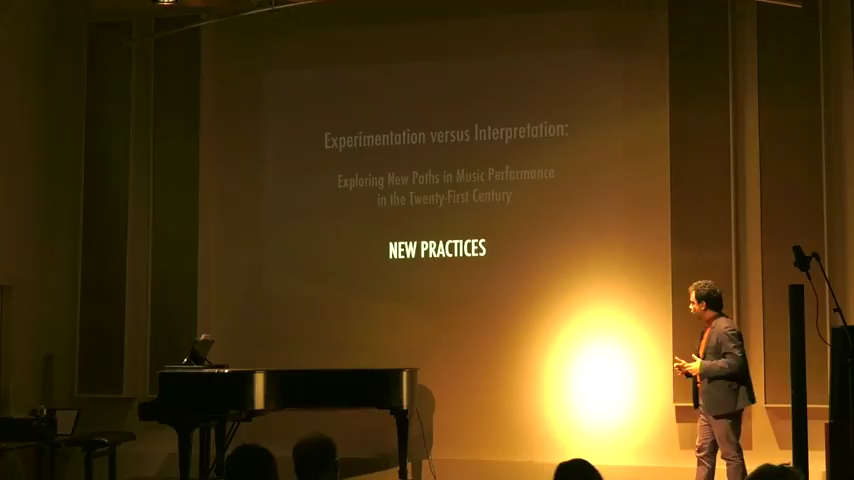 Experimentation versus Interpretation:
Exploring New Paths in Music Performance
in the Twenty-First Century
NEW PRACTICES